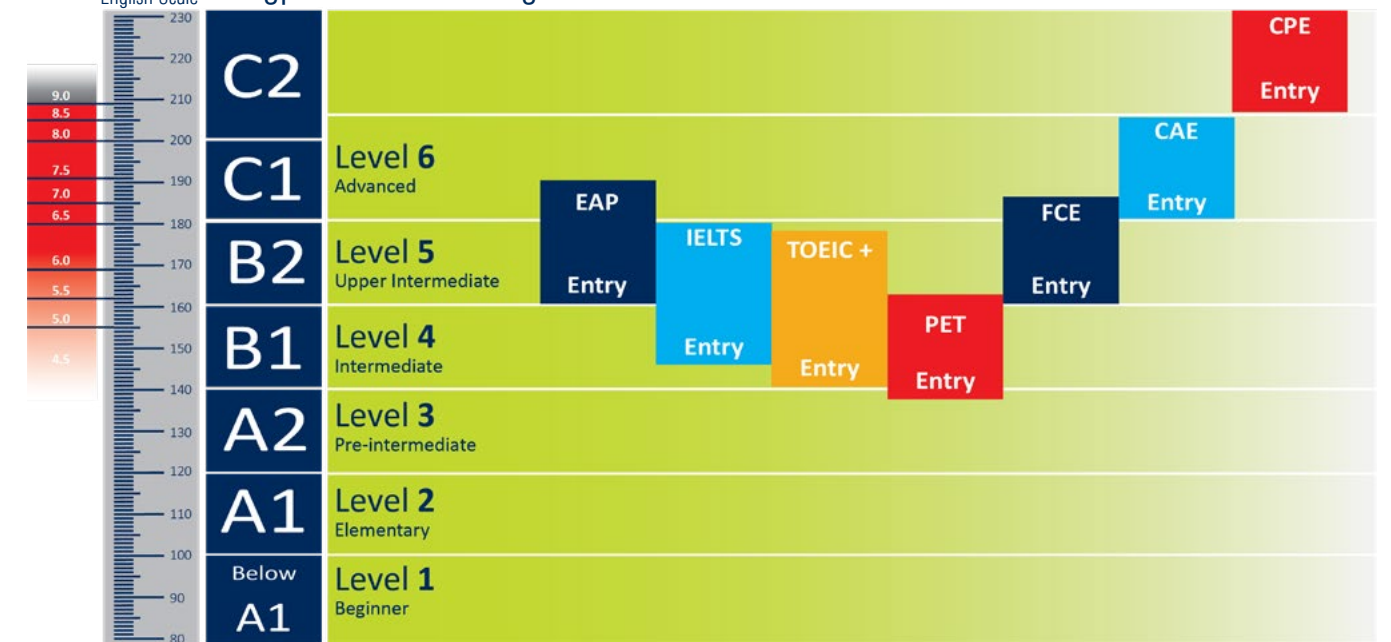 English Scale
230
220
210
200
190
180
170
160
150
140
130
120
110
100
90
80
9.0
8.5
8.0
7.5
7.0
6.5
6.0
5.5
5.0
4.5
C2
C1
B2
B1
A2
A1
Below
A1
Level 6
Advanced
Level 5
Upper Intermediate
Level 4
Intermediate
Level 3
Pre-intermediate
Level 2
Elementary
Level 1
Beginner
EAP
Entry
IELTS
Entry
TOEIC +
Entry
PET
Entry
FCE
Entry
CAE
Entry
CPE
Entry